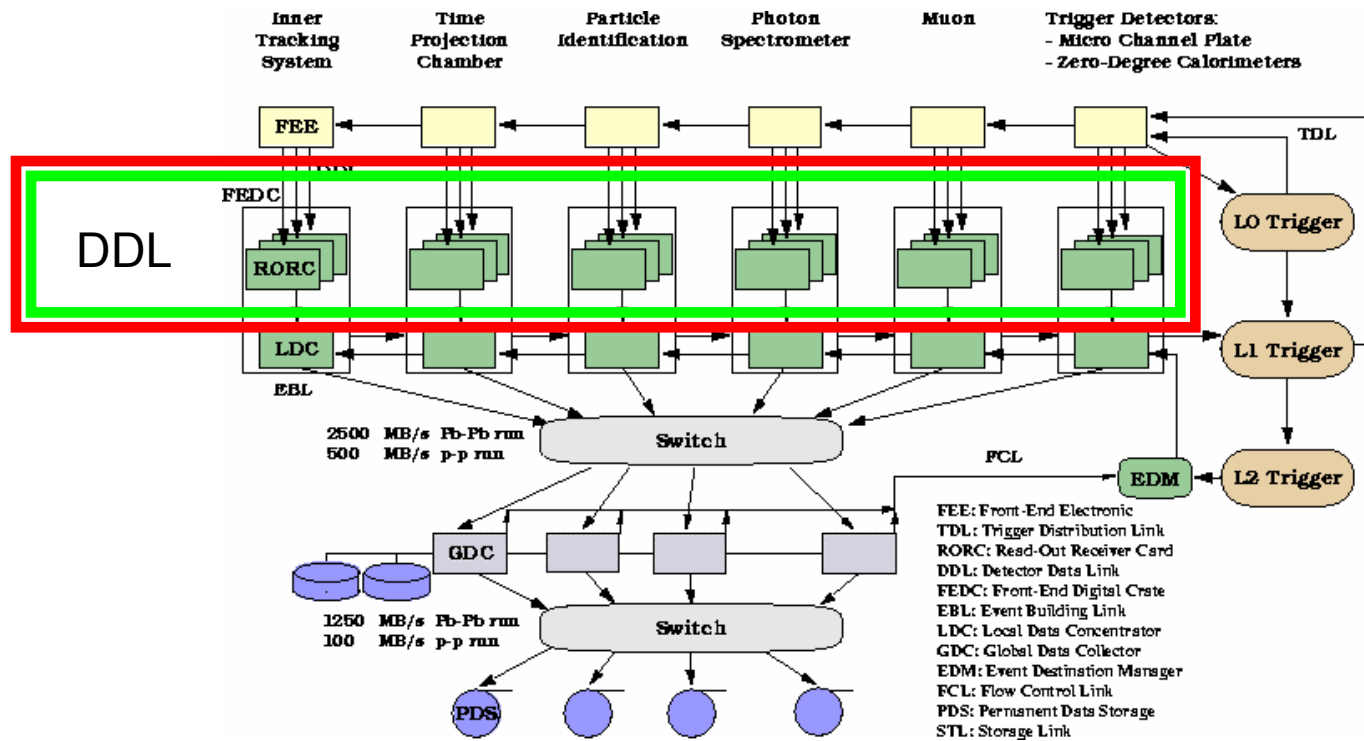 Inner
Tracking
System
Time
Projection
Chamber
Particle
Identification
Photon
Spectrometer
Muon
Trigger Detectors:
- Micro Channel Plate
- Zero-Degree Calorimeters
FEE
TDL
FEDC
DDL
L0 Trigger
RORC
LDC
L1 Trigger
EBL
2500 MB/s Pb-Pb run
500 MB/s p-p run
Switch
FCL
EDM
L2 Trigger
GDC
1250 MB/s Pb-Pb run
100 MB/s p-p run
Switch
PDS
FEE: Front-End Electronic
TDL: Trigger Distribution Link
RORC: Read-Out Receiver Card
DDL: Detector Data Link
FEDC: Front-End Digital Crate
EBL: Event Building Link
LDC: Local Data Concentrator
GDC: Global Data Collector
EDM: Event Destination Manager
FCL: Flow Control Link
PDS: Permanent Data Storage
STL: Storage Link